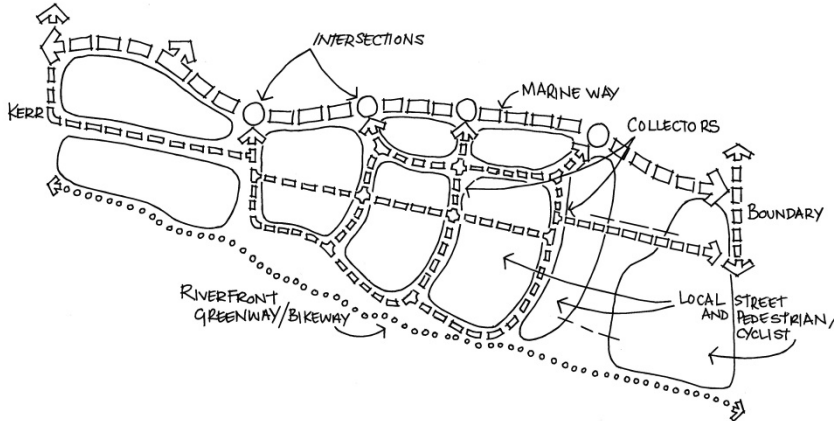 INTERSECTIONS
MARINE WAY
KERR
COLLECTORS
BOUNDARY
RIVERFRONT
GREENWAY/BIKEWAY
LOCAL STREET
AND PEDESTRIAN/
CYCLIST